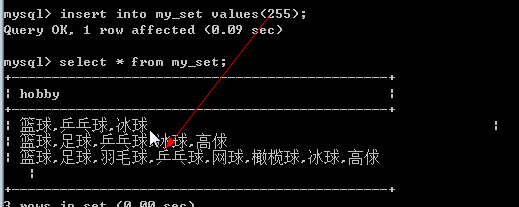 mysql> insert into my_set values(255);
Query OK, 1 row affected (0.09 sec)
mysql> select * from my_set;
+--------------------------------------------------+
| hobby |
+--------------------------------------------------+
| 篮球,乒乓球,冰球 |
| 篮球,足球,乒乓球,冰球,高俅
| 篮球,足球,羽毛球,乒乓球,网球,橄榄球,冰球,高俅
|
+--------------------------------------------------+
3 rows in set (0.00 sec)